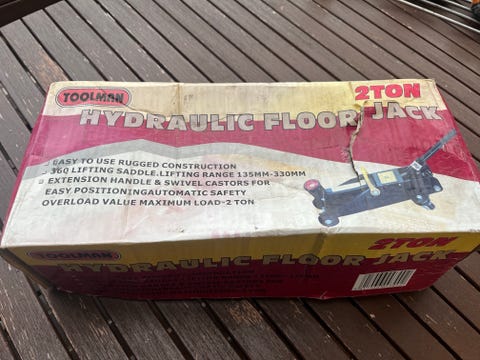 TOOLMAN
2TON
HYDRAULIC FLOOR JACK
EASY TO USE RUGGED CONSTRUCTION
360 LIFTING SADDLE.LIFTING RANGE 135MM-330MM
EXTENSION HANDLE & SWIVEL CASTORS FOR
EASY POSITIONINGAUTOMATIC SAFETY
OVERLOAD VALUE MAXIMUM LOAD-2 TON
TOOLMAN
2TON
HYDRAULIC FLOOR JACK